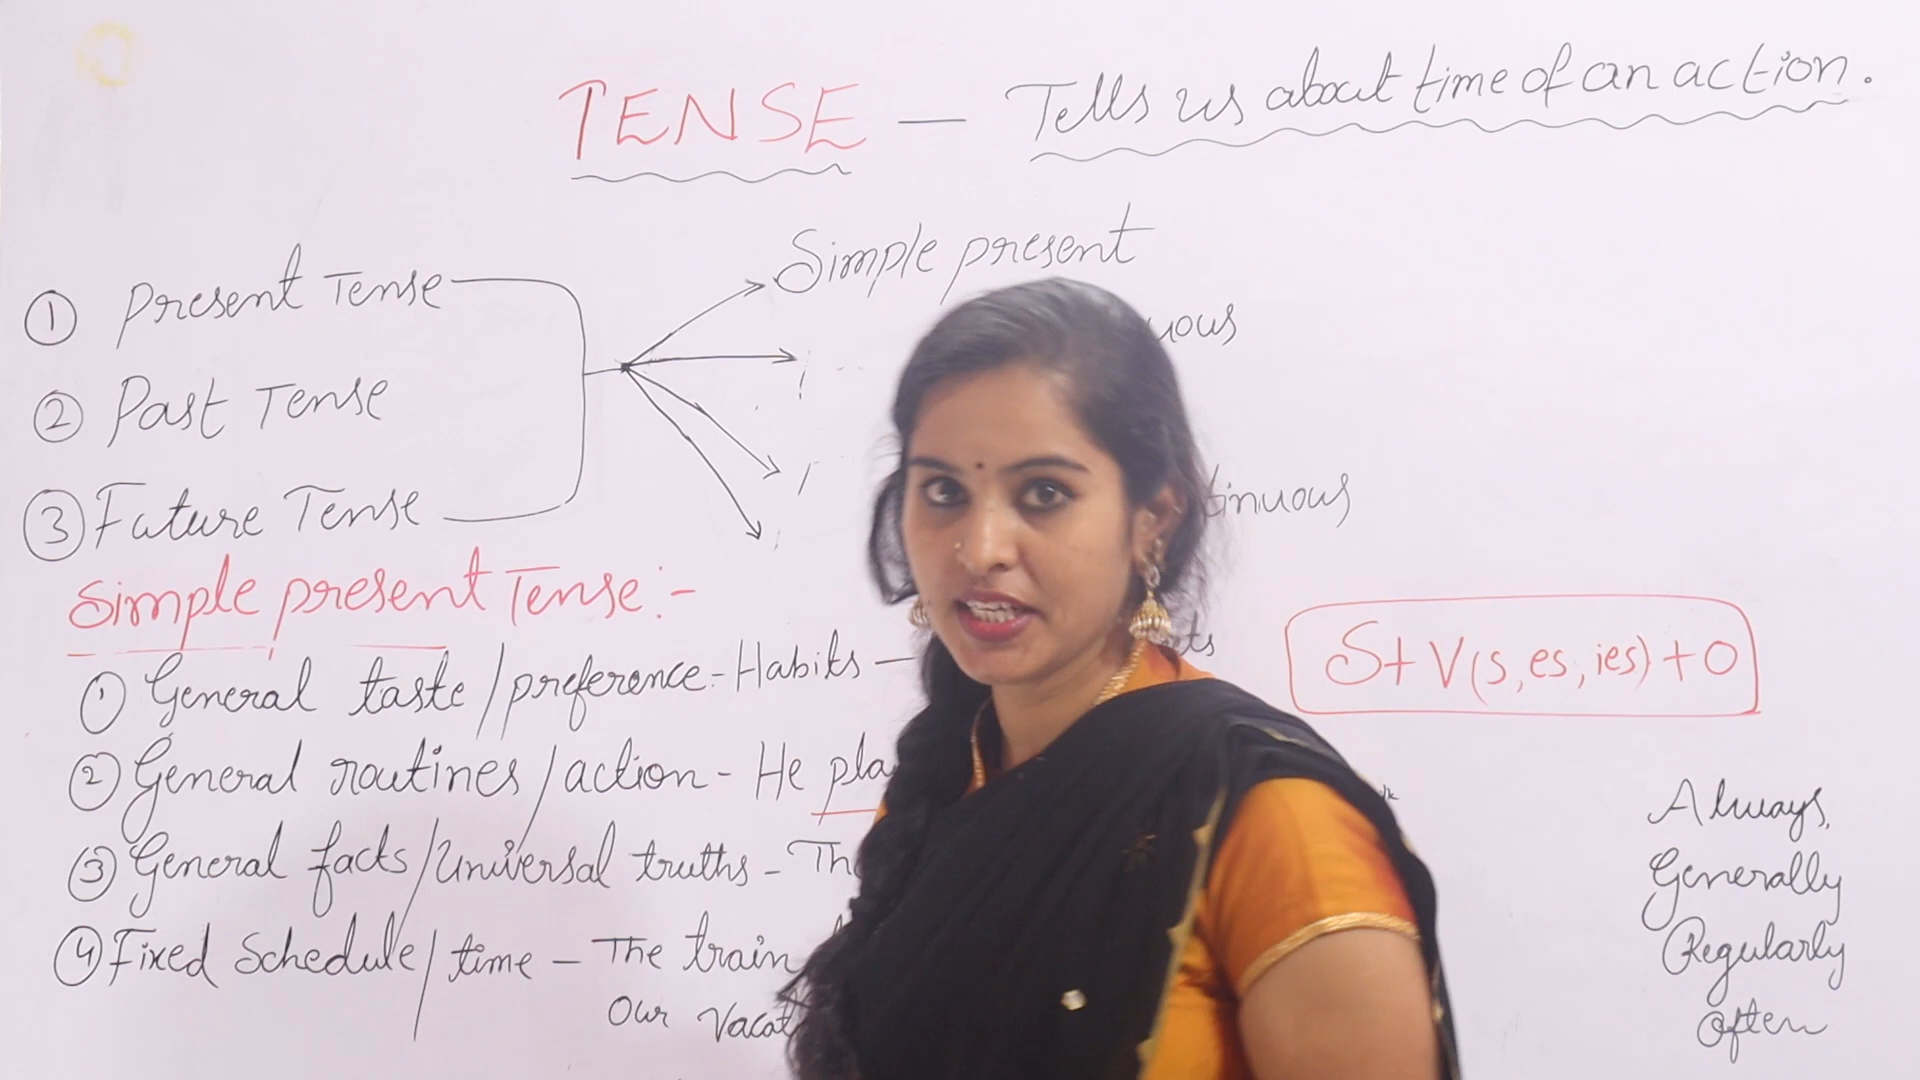 TENSE — Tells us about time of an action.
① Present Tense
② Past Tense
③ Future Tense
Simple present
Simple present Tense :-
① General taste / preference - Habits —
② General routines / action - He
③ General facts / Universal truths -
④ Fixed Schedule / time — The train
Our
S + V (s, es, ies) + O
Always,
Generally
Regularly
Often